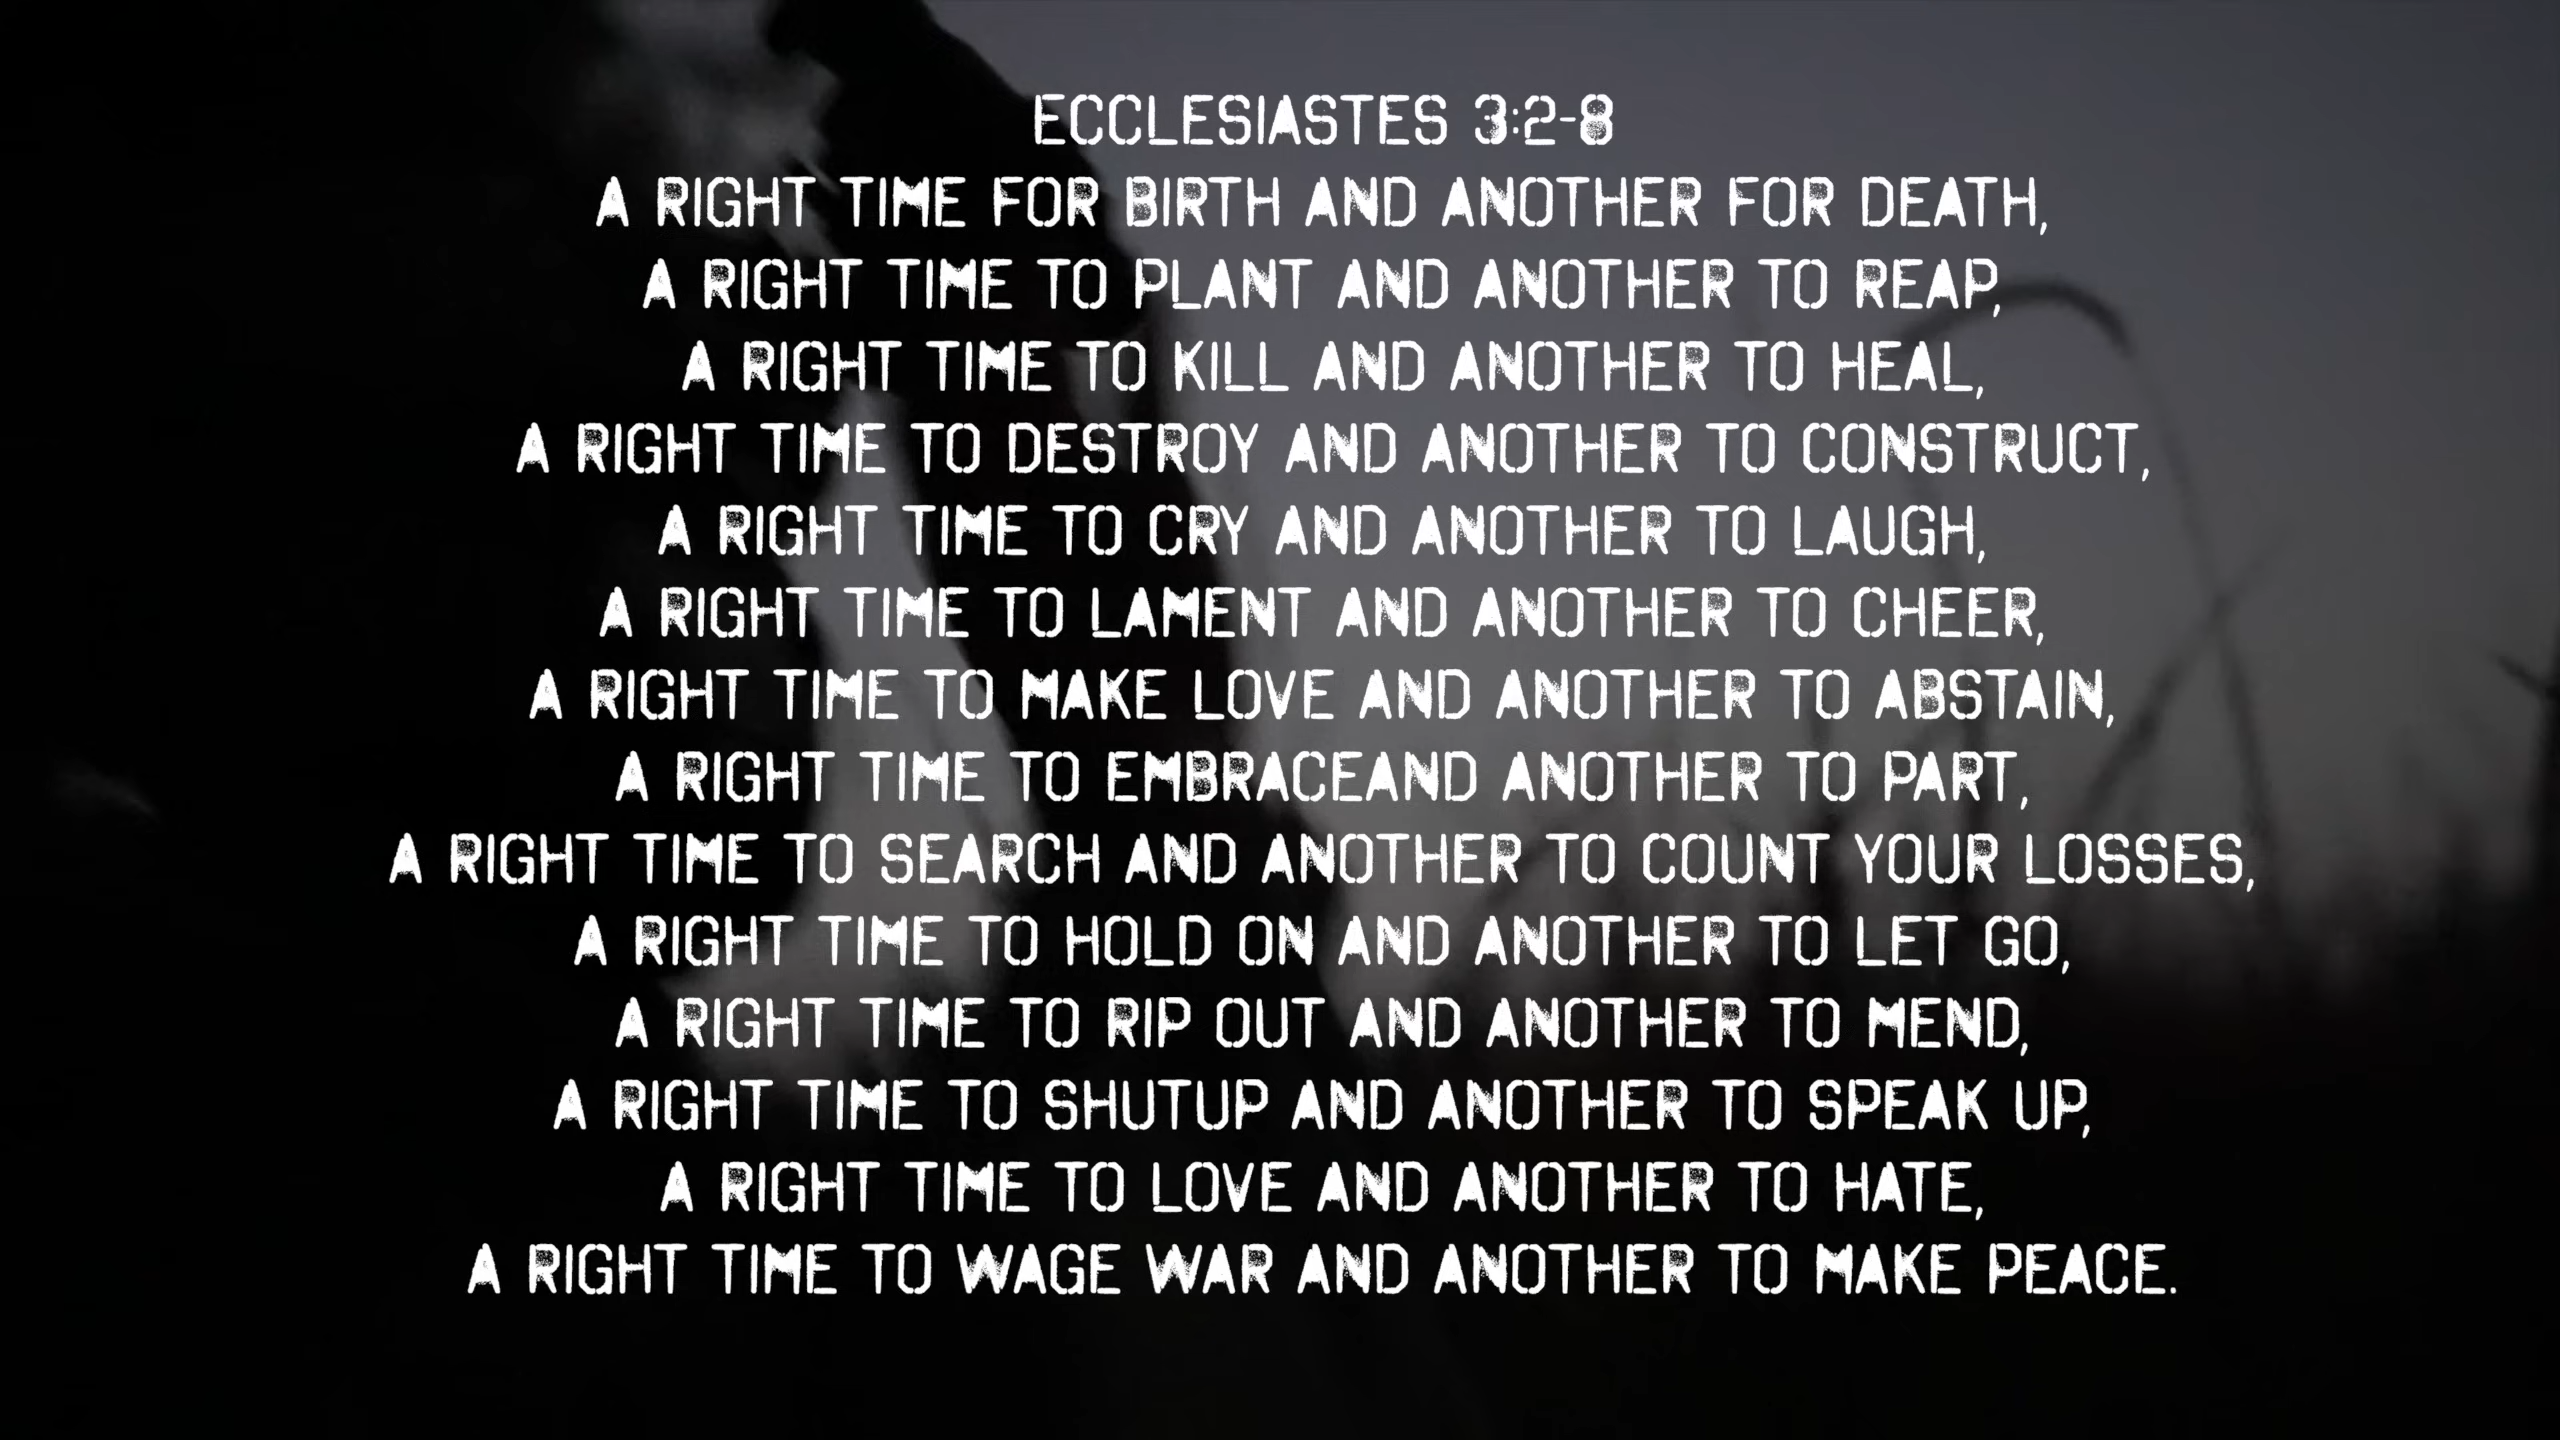 ECCLESIASTES 3:2-8
A RIGHT TIME FOR BIRTH AND ANOTHER FOR DEATH,
A RIGHT TIME TO PLANT AND ANOTHER TO REAP,
A RIGHT TIME TO KILL AND ANOTHER TO HEAL,
A RIGHT TIME TO DESTROY AND ANOTHER TO CONSTRUCT,
A RIGHT TIME TO CRY AND ANOTHER TO LAUGH,
A RIGHT TIME TO LAMENT AND ANOTHER TO CHEER,
A RIGHT TIME TO MAKE LOVE AND ANOTHER TO ABSTAIN,
A RIGHT TIME TO EMBRACEAND ANOTHER TO PART,
A RIGHT TIME TO SEARCH AND ANOTHER TO COUNT YOUR LOSSES,
A RIGHT TIME TO HOLD ON AND ANOTHER TO LET GO,
A RIGHT TIME TO RIP OUT AND ANOTHER TO MEND,
A RIGHT TIME TO SHUTUP AND ANOTHER TO SPEAK UP,
A RIGHT TIME TO LOVE AND ANOTHER TO HATE,
A RIGHT TIME TO WAGE WAR AND ANOTHER TO MAKE PEACE.